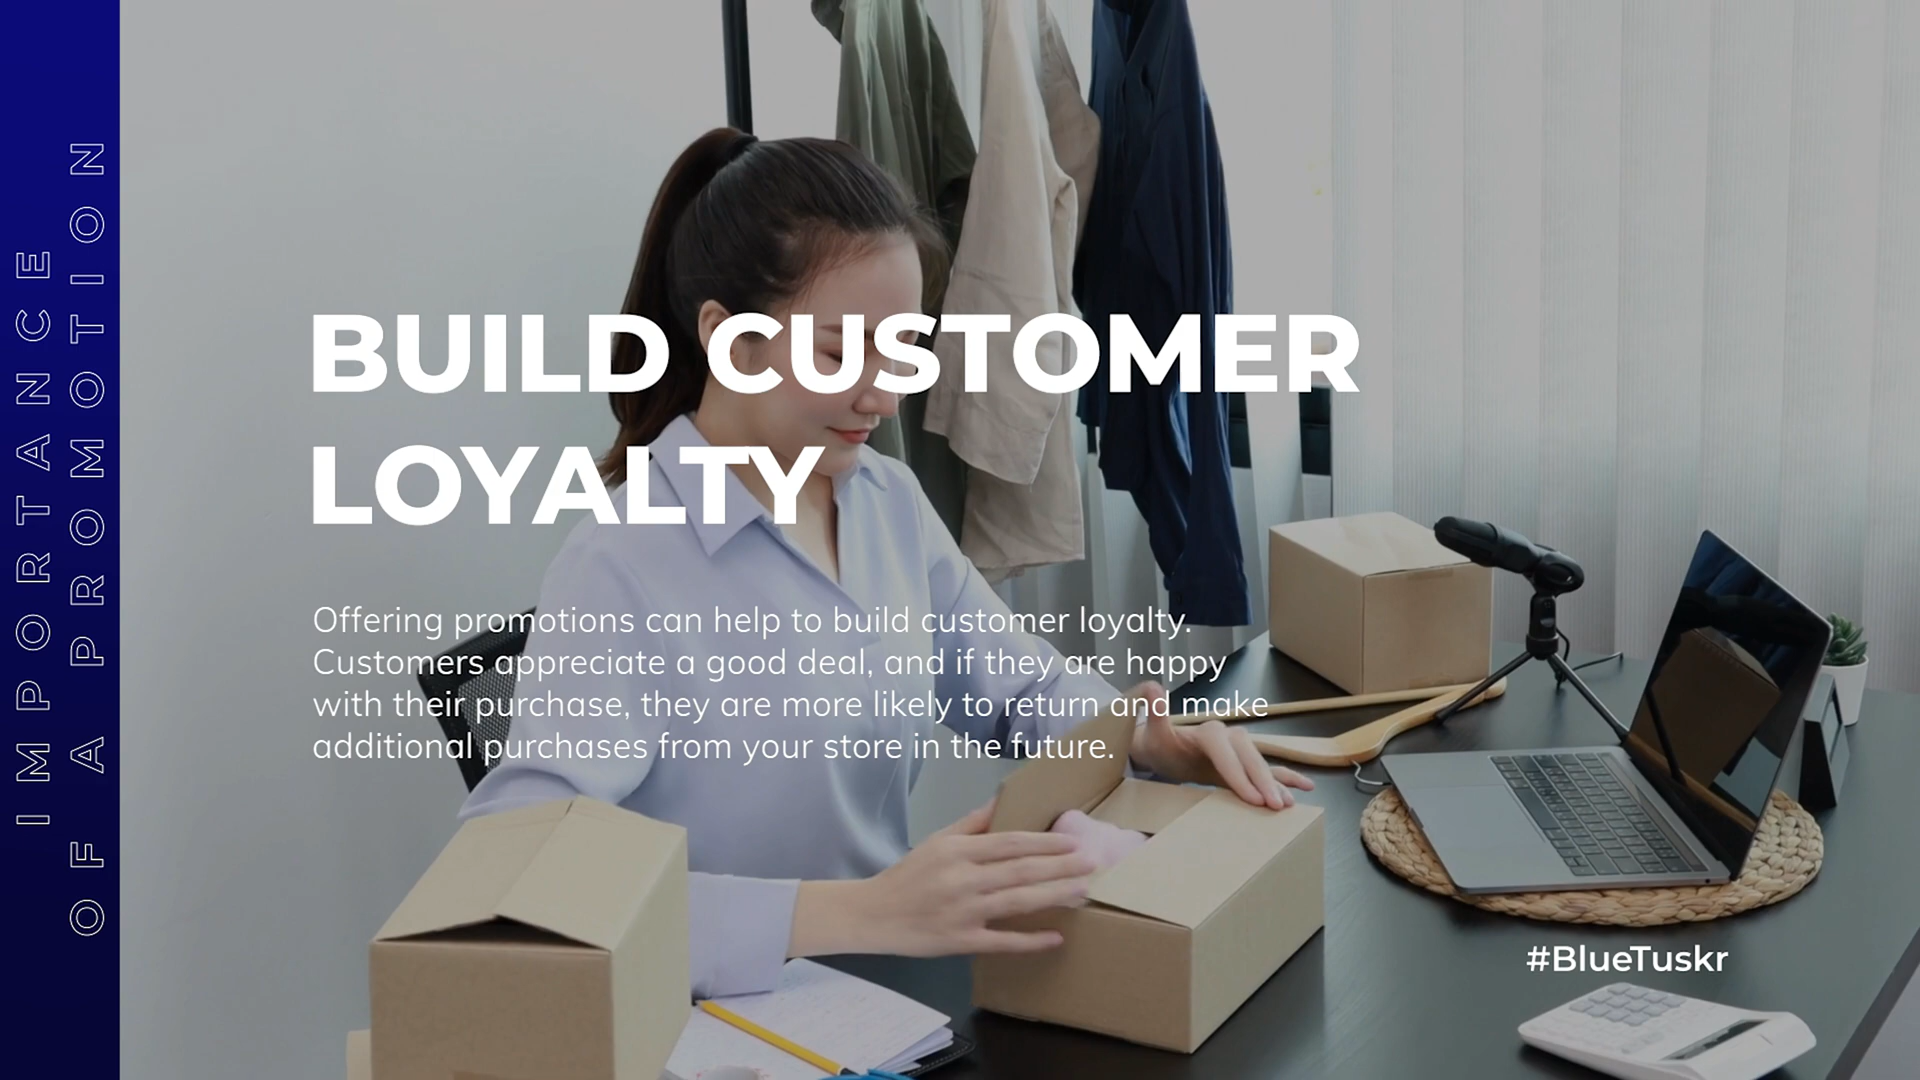 IMPORTANCE
OF A PROMOTION
BUILD CUSTOMER
LOYALTY
Offering promotions can help to build customer loyalty.
Customers appreciate a good deal, and if they are happy
with their purchase, they are more likely to return and make
additional purchases from your store in the future.
#BlueTuskr